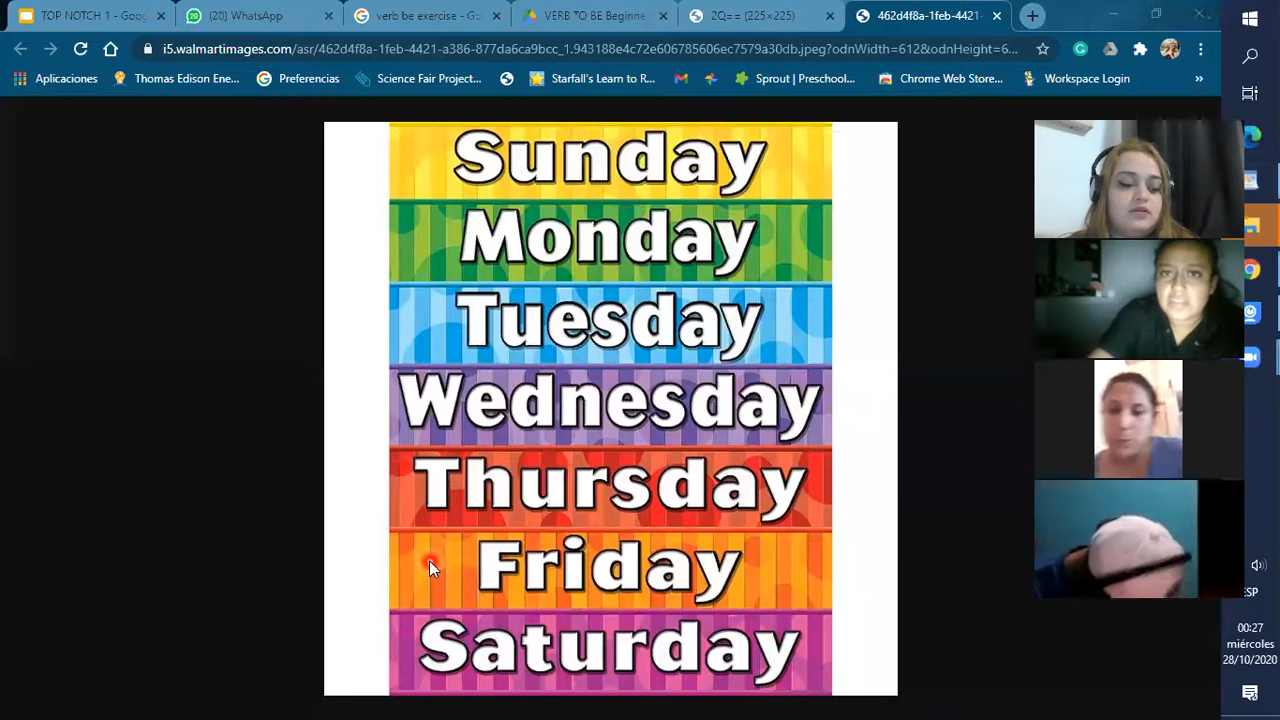 TOP NOTCH 1 - Goog
(20) WhatsApp
verb be exercise - Goo
VERB TO BE Beginne
2Q== (225×225)
462d4f8a-1feb-4421-
i5.walmartimages.com/asr/462d4f8a-1feb-4421-a386-877da6ca9bcc_1.943188e4c72e606785606ec7579a30db.jpeg?odnWidth=612&odnHeight=6...
Aplicaciones
Thomas Edison Ene...
Preferencias
Science Fair Project...
Starfall's Learn to R...
Sprout | Preschool...
Chrome Web Store...
Workspace Login
»
Sunday
Monday
Tuesday
Wednesday
Thursday
Friday
Saturday
ESP
00:27
miércoles
28/10/2020